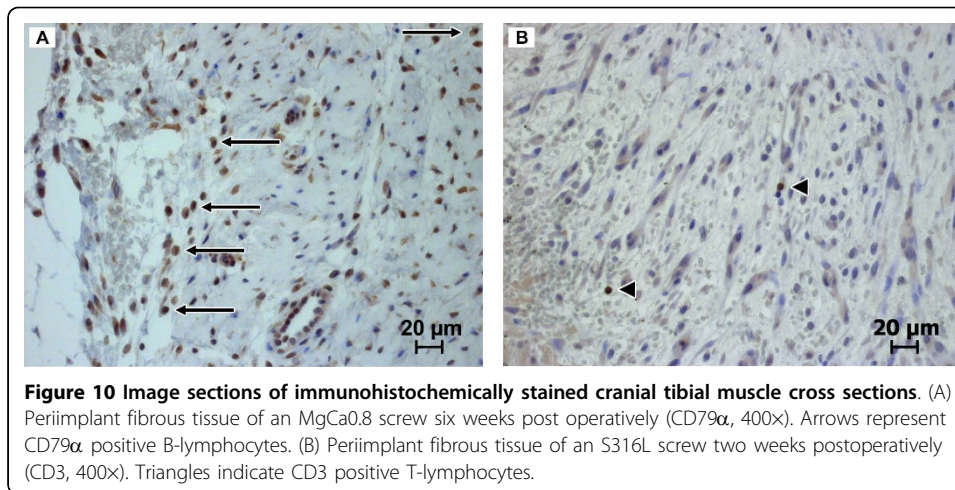 A
B
20 µm
20 µm
Figure 10 Image sections of immunohistochemically stained cranial tibial muscle cross sections. (A)
Periimplant fibrous tissue of an MgCa0.8 screw six weeks post operatively (CD79α, 400×). Arrows represent
CD79α positive B-lymphocytes. (B) Periimplant fibrous tissue of an S316L screw two weeks postoperatively
(CD3, 400×). Triangles indicate CD3 positive T-lymphocytes.